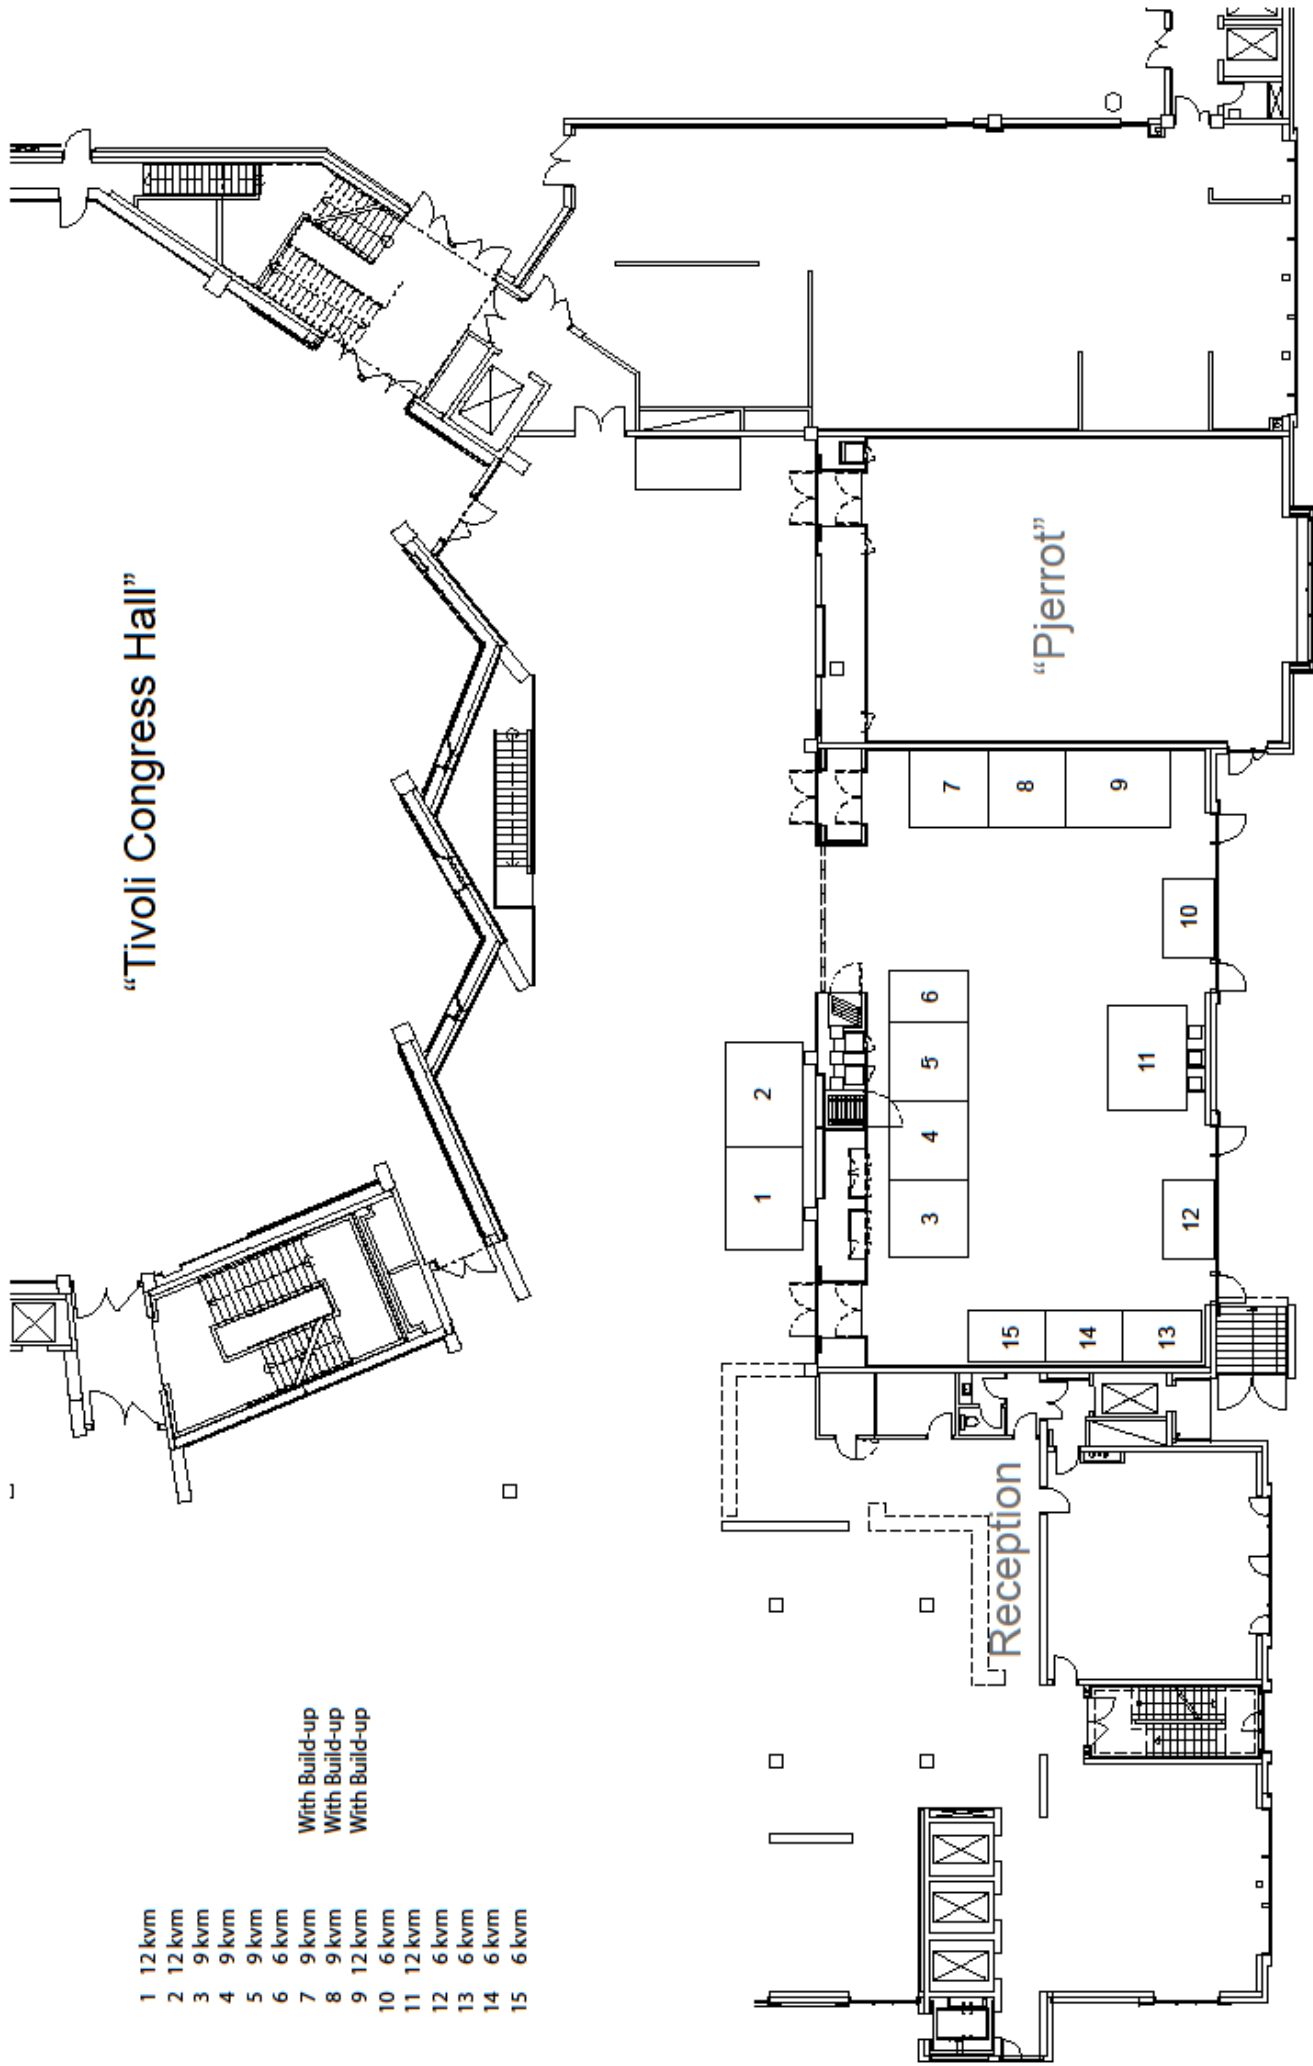 “Tivoli Congress Hall”
“Pjerrot”
Reception
1 12 kvm
2 12 kvm
3 9 kvm
4 9 kvm
5 9 kvm
6 6 kvm
7 9 kvm With Build-up
8 9 kvm With Build-up
9 12 kvm With Build-up
10 6 kvm
11 12 kvm
12 6 kvm
13 6 kvm
14 6 kvm
15 6 kvm
1
2
3
4
5
6
7
8
9
10
11
12
13
14
15